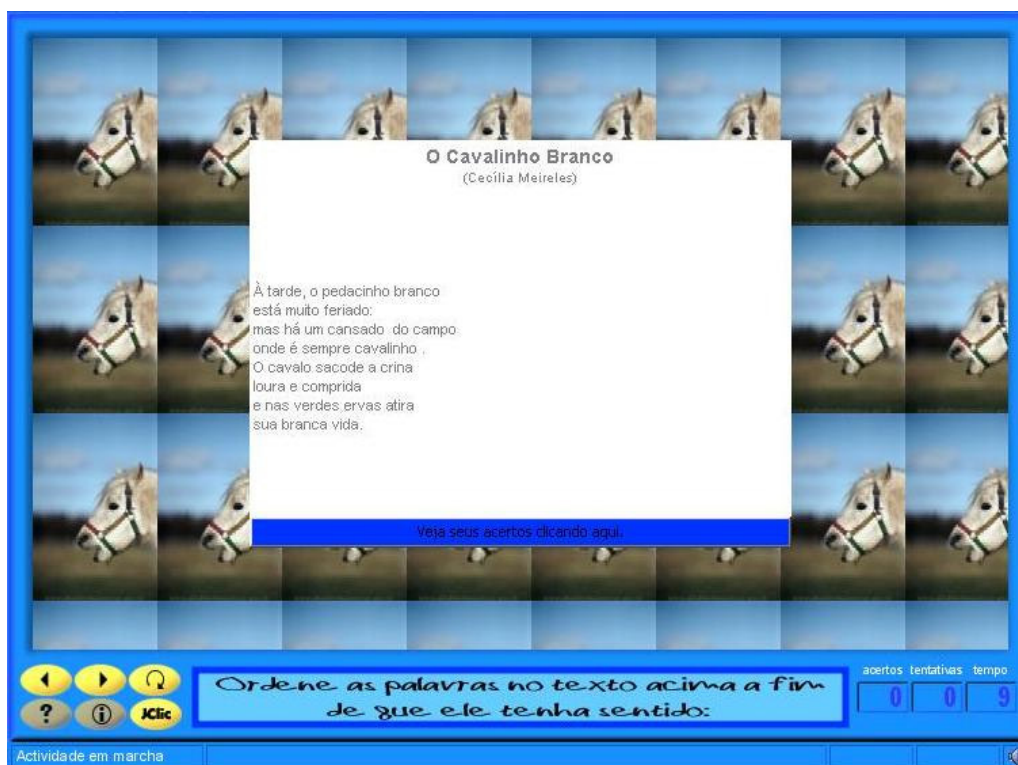 O Cavalinho Branco
(Cecília Meireles)
À tarde, o pedacinho branco
está muito feriado:
mas há um cansado do campo
onde é sempre cavalinho .
O cavalo sacode a crina
loura e comprida
e nas verdes ervas atira
sua branca vida.
Veja seus acertos clicando aqui.
? JClic
Ordene as palavras no texto acima a fim
de que ele tenha sentido:
acertos tentativas tempo
0 0 9
Actividade em marcha